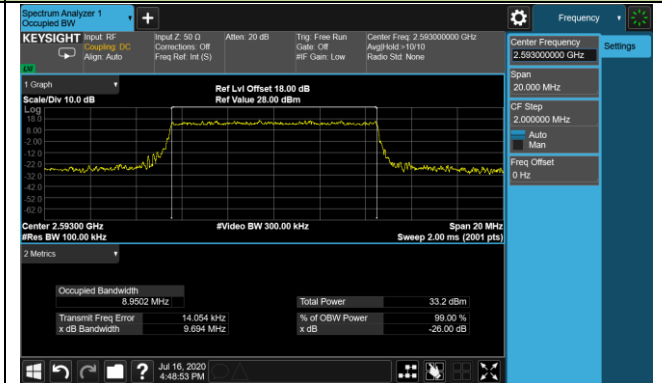 Spectrum Analyzer 1
Occupied BW
+
Frequency
KEYSIGHT
Input: RF
Coupling: DC
Align: Auto
Input Z: 50 Ω
Corrections: Off
Freq Ref: Int (S)
Atten: 20 dB
Trig: Free Run
Gate: Off
#IF Gain: Low
Center Freq: 2.593000000 GHz
Avg|Hold:>10/10
Radio Std: None
Center Frequency
2.593000000 GHz
Settings
Span
20.000 MHz
CF Step
2.000000 MHz
Auto
Man
Freq Offset
0 Hz
1 Graph
Scale/Div 10.0 dB
Ref Lvl Offset 18.00 dB
Ref Value 28.00 dBm
Log
18.0
8.00
-2.00
-12.0
-22.0
-32.0
-42.0
-52.0
-62.0
Center 2.59300 GHz
#Res BW 100.00 kHz
#Video BW 300.00 kHz
Span 20 MHz
Sweep 2.00 ms (2001 pts)
2 Metrics
Occupied Bandwidth
8.9502 MHz
Total Power 33.2 dBm
Transmit Freq Error 14.054 kHz
% of OBW Power 99.00 %
x dB Bandwidth 9.694 MHz
x dB -26.00 dB
?
Jul 16, 2020
4:48:53 PM